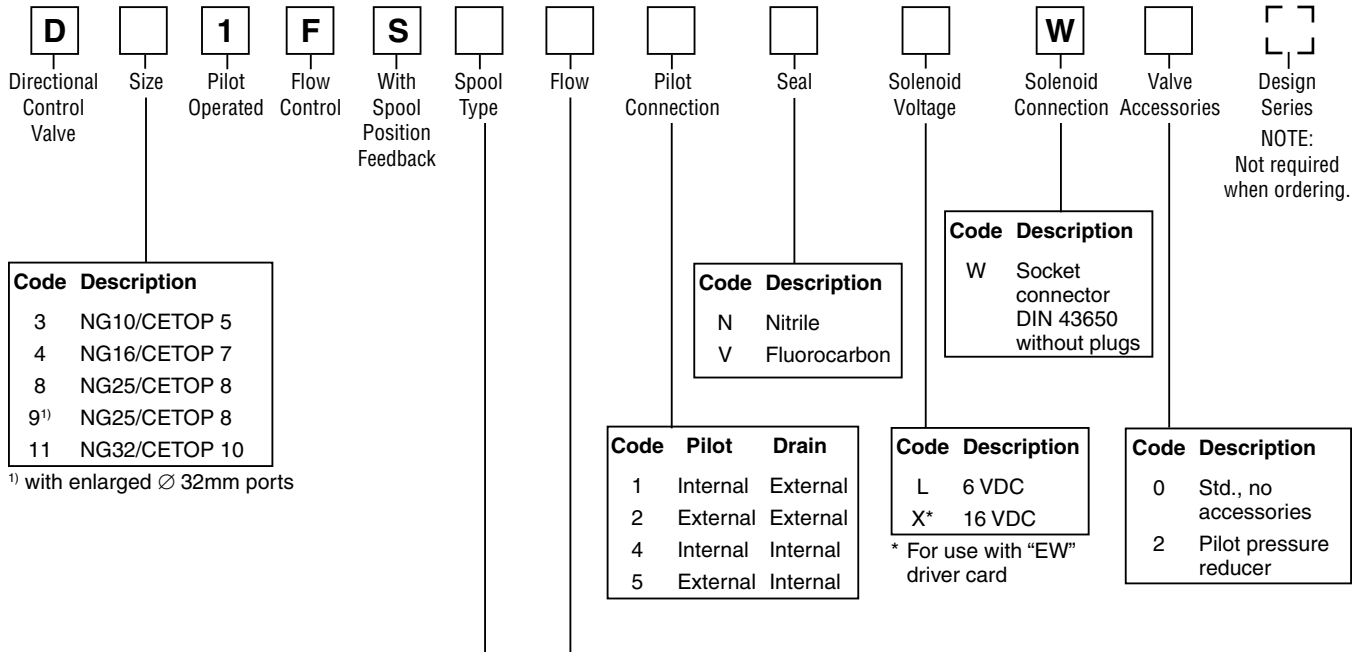 D 1 F S W
Directional Control Valve
Size
Pilot Operated
Flow Control
With Spool Position Feedback
Spool Type
Flow
Pilot Connection
Seal
Solenoid Voltage
Solenoid Connection
Valve Accessories
Design Series
NOTE:
Not required
when ordering.
Code Description
3 NG10/CETOP 5
4 NG16/CETOP 7
8 NG25/CETOP 8
9¹⁾ NG25/CETOP 8
11 NG32/CETOP 10
¹⁾ with enlarged ∅ 32mm ports
Code Pilot Drain
1 Internal External
2 External External
4 Internal Internal
5 External Internal
Code Description
N Nitrile
V Fluorocarbon
Code Description
L 6 VDC
X* 16 VDC
* For use with “EW”
driver card
Code Description
W Socket
connector
DIN 43650
without plugs
Code Description
0 Std., no
accessories
2 Pilot pressure
reducer